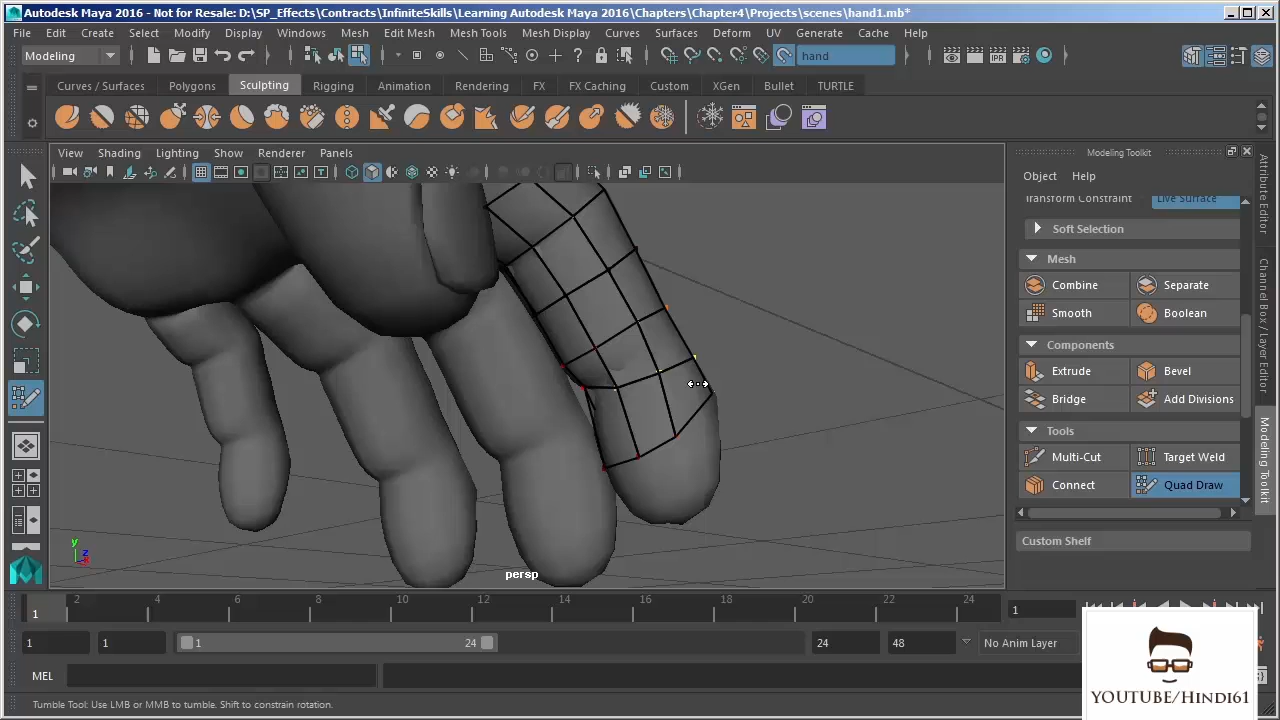 Autodesk Maya 2016 - Not for Resale: D:\SP_Effects\Contracts\InfiniteSkills\Learning Autodesk Maya 2016\Chapters\Chapter4\Projects\scenes\hand1.mb*
File Edit Create Select Modify Display Windows Mesh Edit Mesh Mesh Tools Mesh Display Curves Surfaces Deform UV Generate Cache Help
Modeling hand
Curves / Surfaces Polygons Sculpting Rigging Animation Rendering FX FX Caching Custom XGen Bullet TURTLE
View Shading Lighting Show Renderer Panels
Modeling Toolkit
Object Help
Transform Constraint Live Surface
Soft Selection
Mesh
Combine Separate
Smooth Boolean
Components
Extrude Bevel
Bridge Add Divisions
Tools
Multi-Cut Target Weld
Connect Quad Draw
Custom Shelf
Attribute Editor
Channel Box / Layer Editor
Modeling Toolkit
y z x
persp
1 2 4 6 8 10 12 14 16 18 20 22 24 1
1 1 1 24 24 48 No Anim Layer
MEL
Tumble Tool: Use LMB or MMB to tumble. Shift to constrain rotation.
YOUTUBE/HINDI61